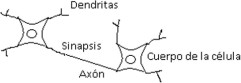 Dendritas
Sinapsis
Cuerpo de la célula
Axón